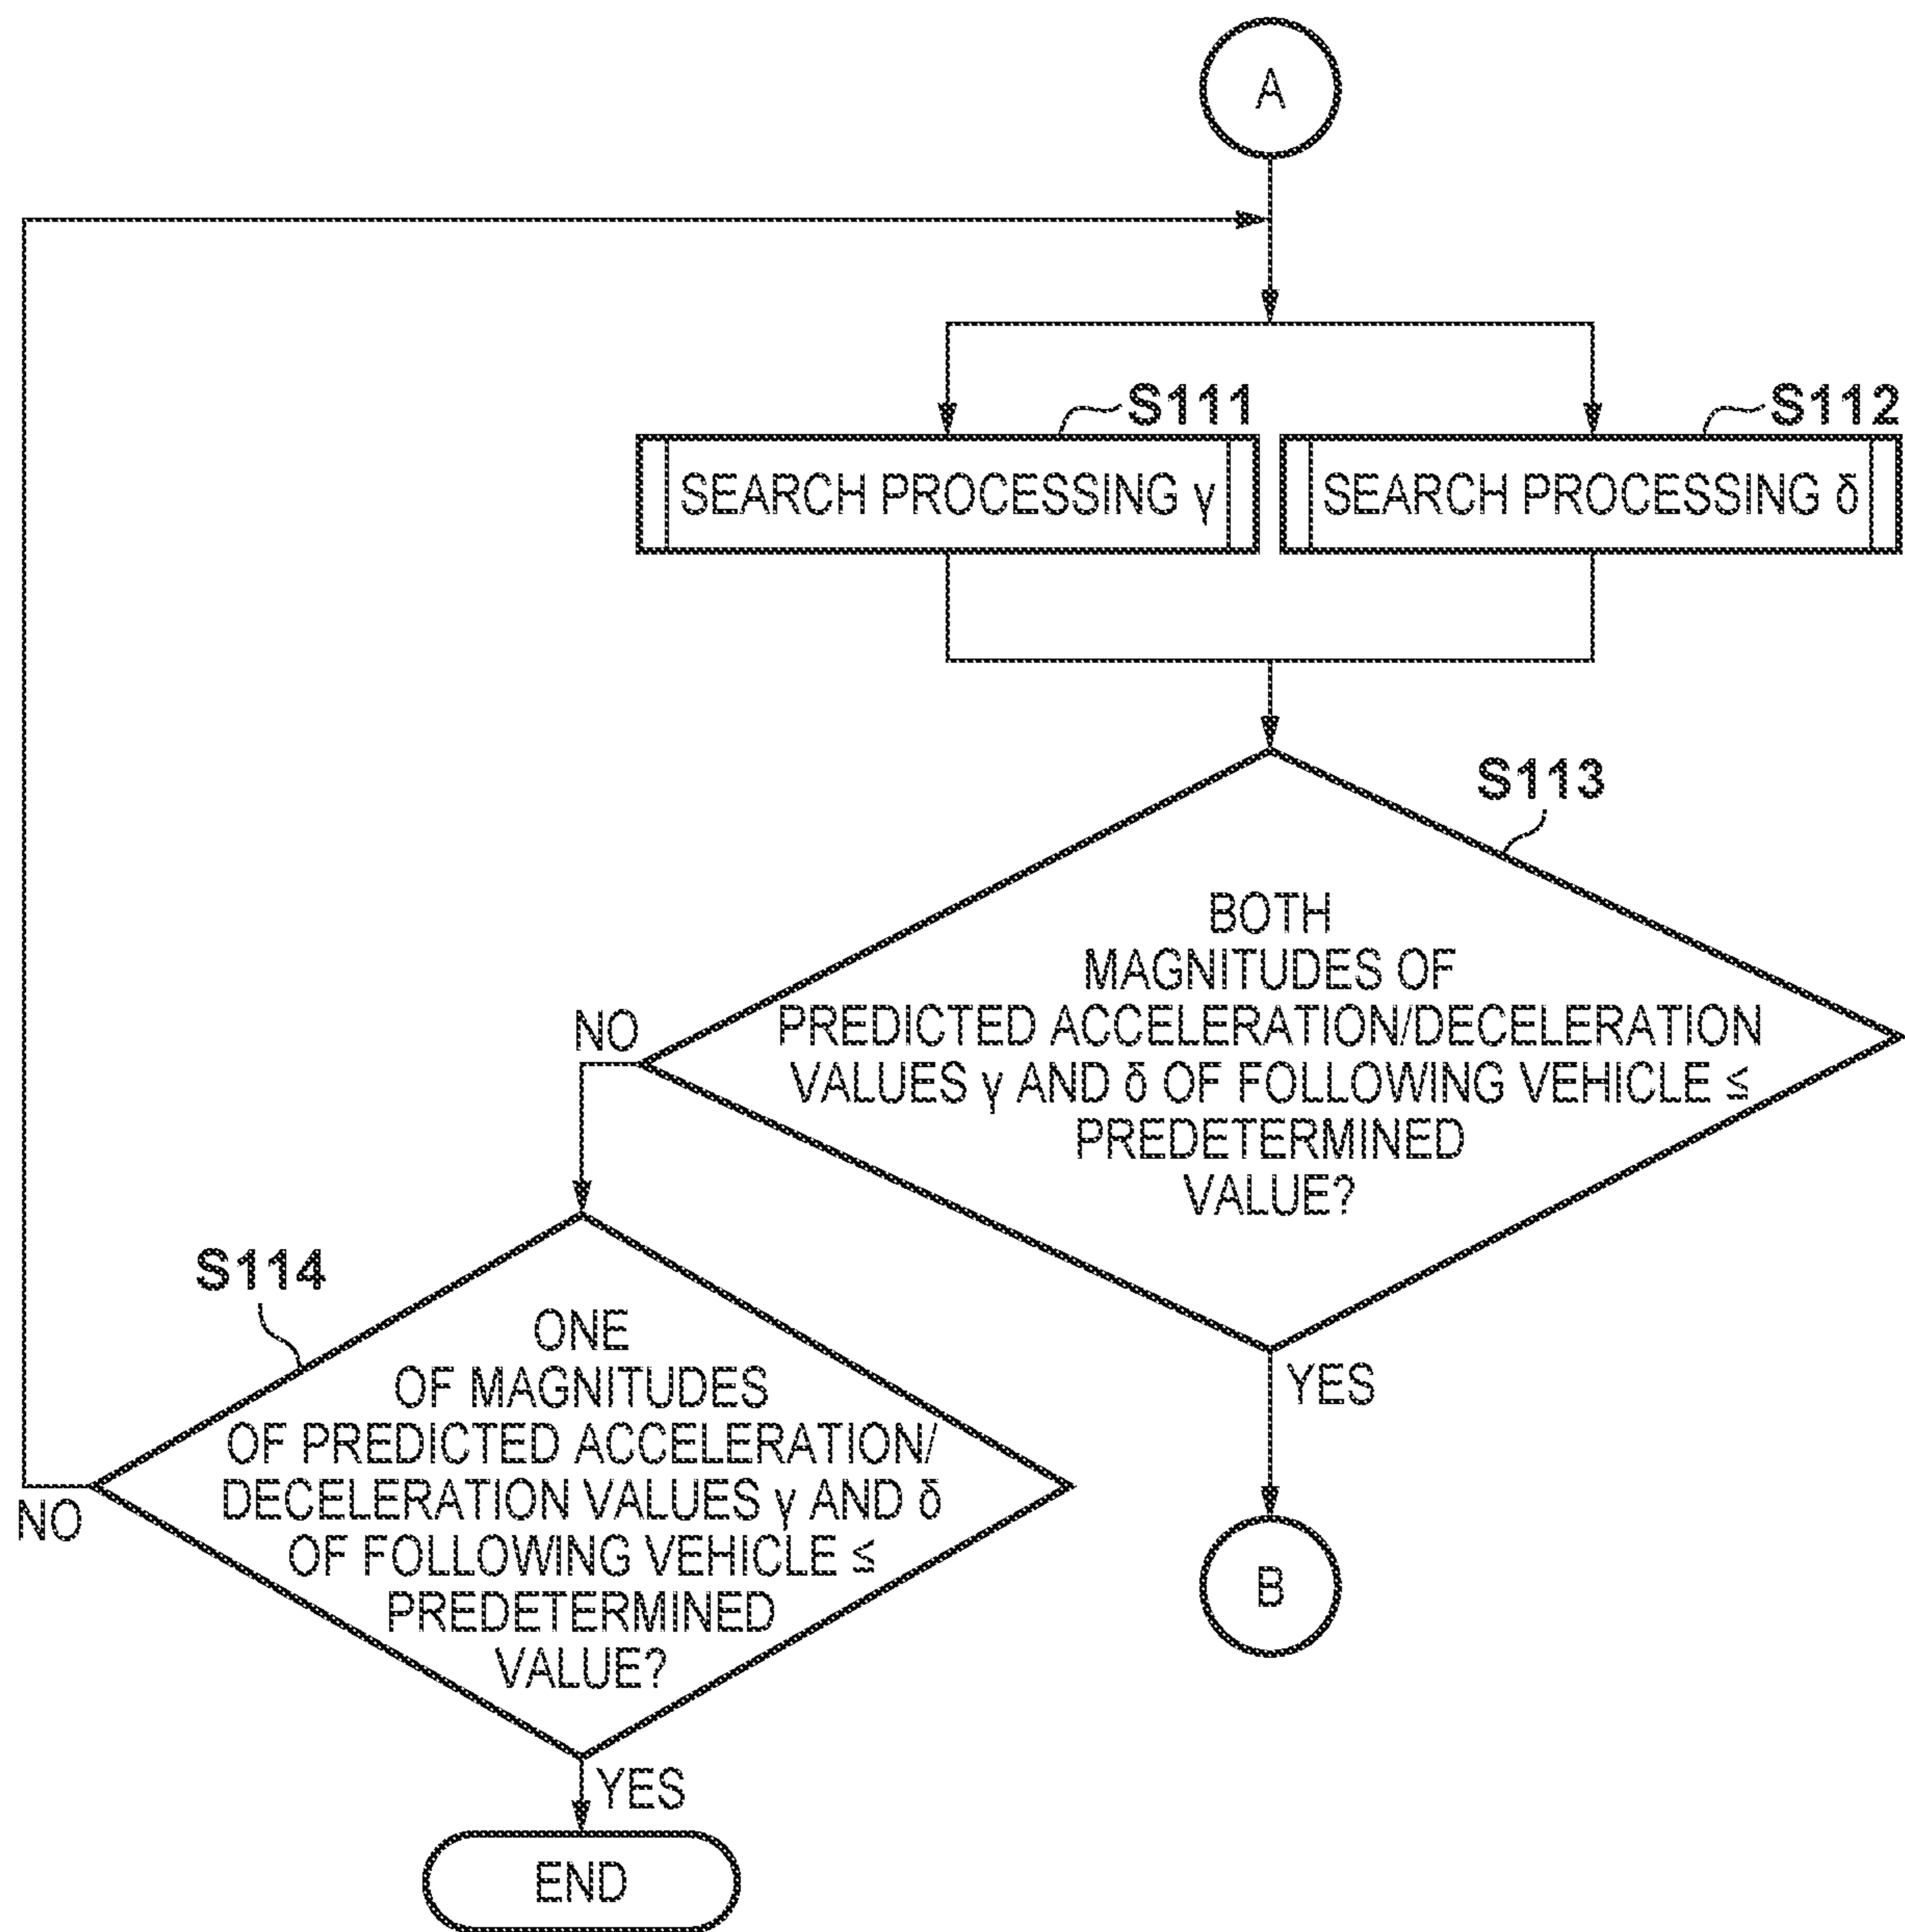 A
S111
S112
SEARCH PROCESSING γ
SEARCH PROCESSING δ
S113
BOTH
MAGNITUDES OF
PREDICTED ACCELERATION/DECELERATION
VALUES γ AND δ OF FOLLOWING VEHICLE ≤
PREDETERMINED
VALUE?
NO
YES
S114
ONE
OF MAGNITUDES
OF PREDICTED ACCELERATION/
DECELERATION VALUES γ AND δ
OF FOLLOWING VEHICLE ≤
PREDETERMINED
VALUE?
NO
B
YES
END